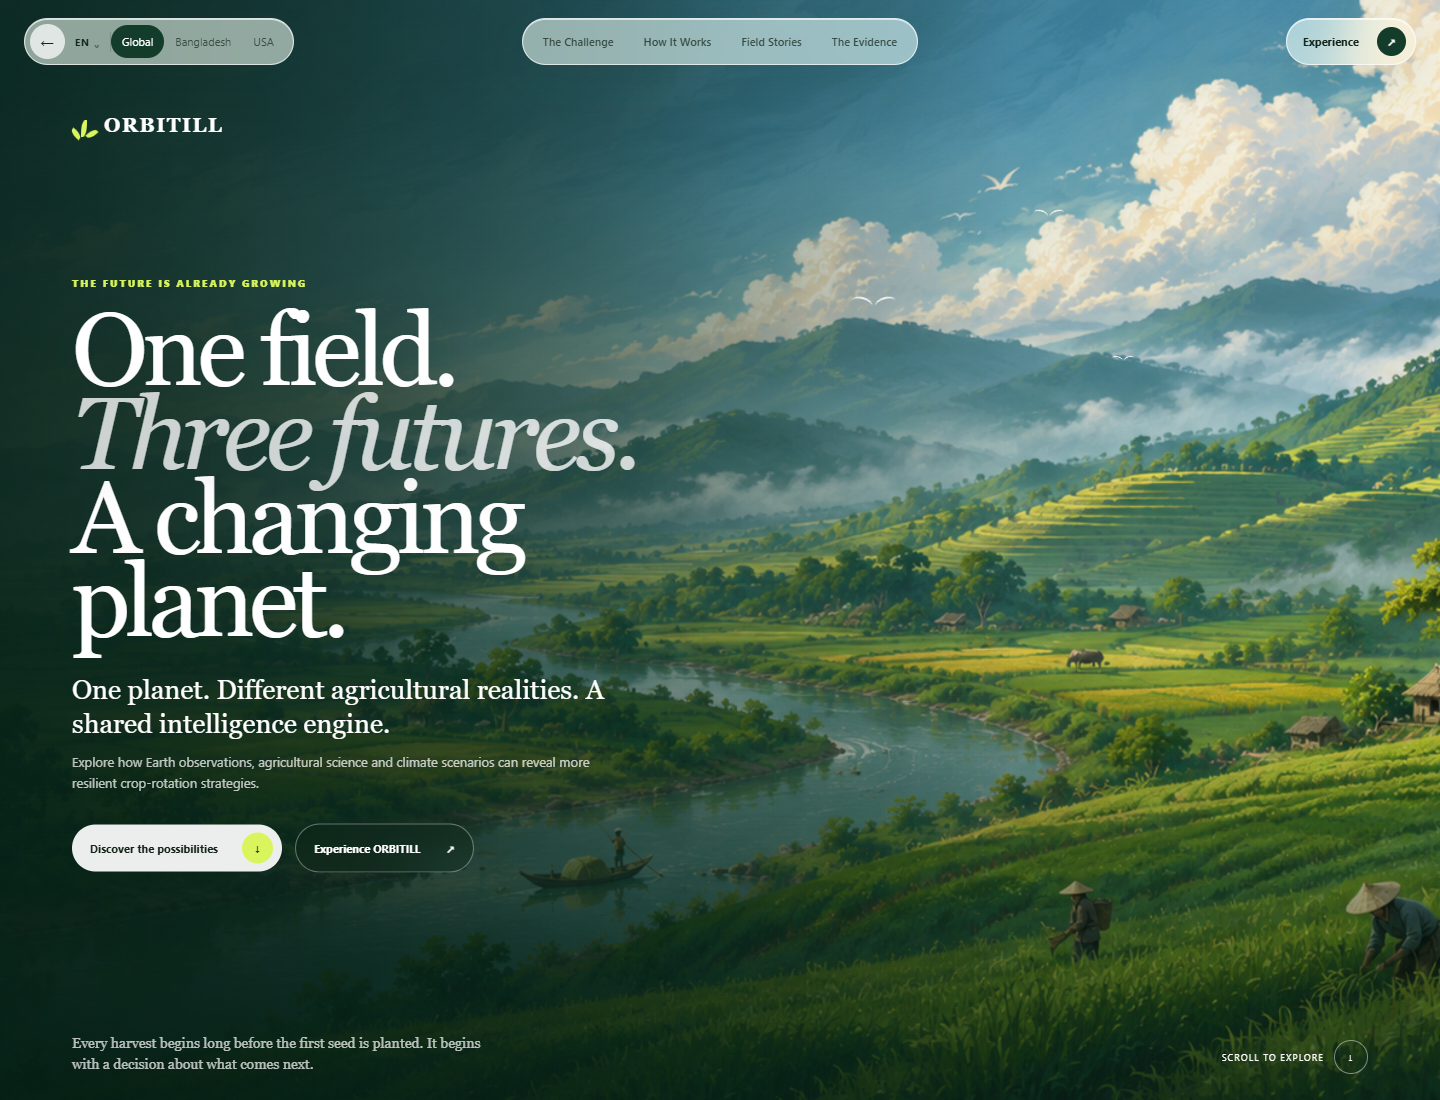 ← EN Global Bangladesh USA
The Challenge How It Works Field Stories The Evidence
Experience ↗
ORBITILL
THE FUTURE IS ALREADY GROWING
One field.
Three futures.
A changing
planet.
One planet. Different agricultural realities. A
shared intelligence engine.
Explore how Earth observations, agricultural science and climate scenarios can reveal more
resilient crop-rotation strategies.
Discover the possibilities ↓
Experience ORBITILL ↗
Every harvest begins long before the first seed is planted. It begins
with a decision about what comes next.
SCROLL TO EXPLORE ↓